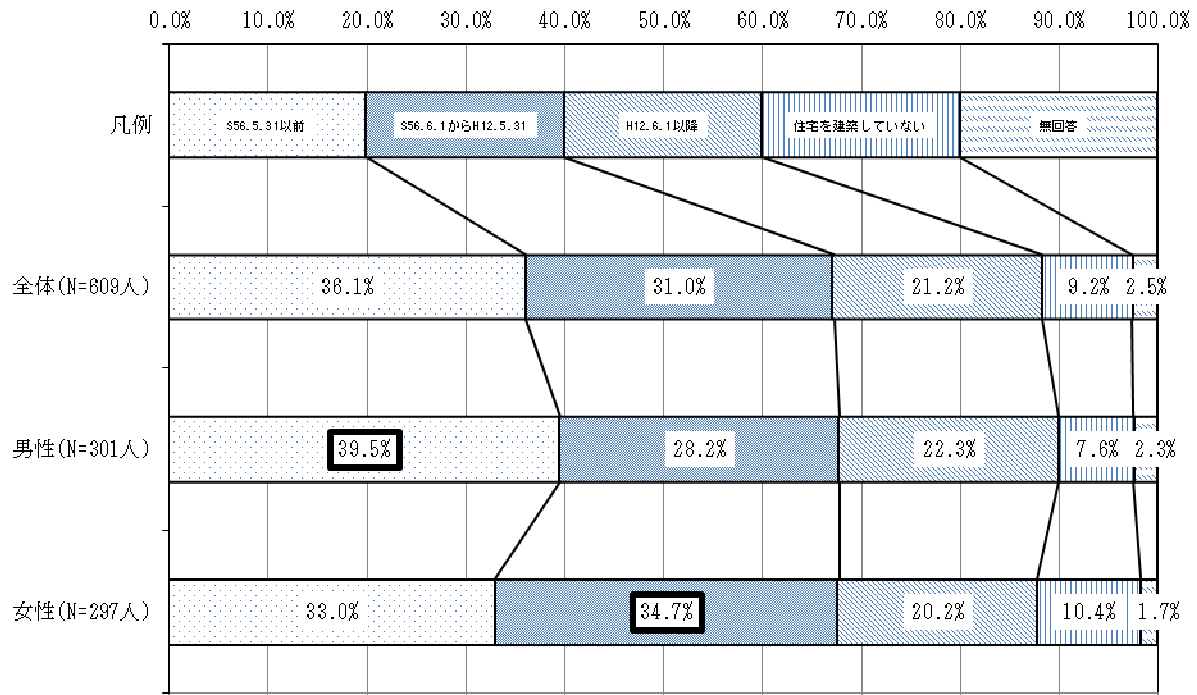 0.0% 10.0% 20.0% 30.0% 40.0% 50.0% 60.0% 70.0% 80.0% 90.0% 100.0%
凡例 S56.5.31以前 S56.6.1からH12.5.31 H12.6.1以降 住宅を建築していない 無回答
全体(N=609人) 36.1% 31.0% 21.2% 9.2% 2.5%
男性(N=301人) 39.5% 28.2% 22.3% 7.6% 2.3%
女性(N=297人) 33.0% 34.7% 20.2% 10.4% 1.7%